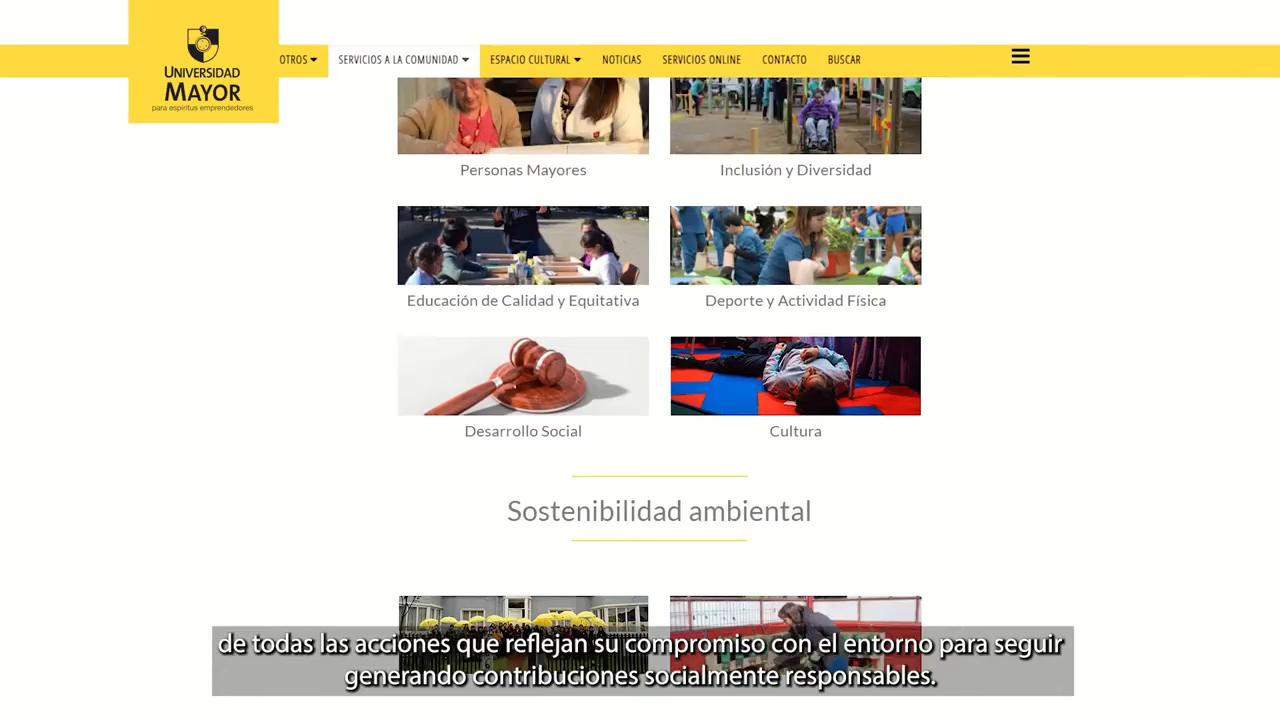 UNIVERSIDAD
MAYOR
para espíritus emprendedores
OTROS
SERVICIOS A LA COMUNIDAD
ESPACIO CULTURAL
NOTICIAS
SERVICIOS ONLINE
CONTACTO
BUSCAR
Personas Mayores
Inclusión y Diversidad
Educación de Calidad y Equitativa
Deporte y Actividad Física
Desarrollo Social
Cultura
Sostenibilidad ambiental
de todas las acciones que reflejan su compromiso con el entorno para seguir
generando contribuciones socialmente responsables.